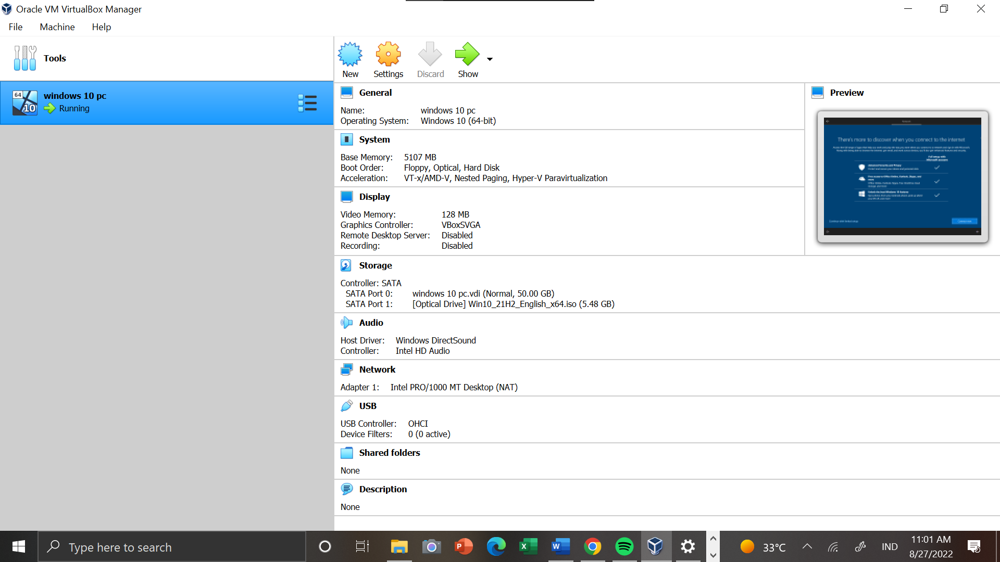 Oracle VM VirtualBox Manager
File Machine Help
Tools
64
10
windows 10 pc
Running
New Settings Discard Show
General
Name: windows 10 pc
Operating System: Windows 10 (64-bit)
System
Base Memory: 5107 MB
Boot Order: Floppy, Optical, Hard Disk
Acceleration: VT-x/AMD-V, Nested Paging, Hyper-V Paravirtualization
Display
Video Memory: 128 MB
Graphics Controller: VBoxSVGA
Remote Desktop Server: Disabled
Recording: Disabled
Preview
There's more to discover when you connect to the internet
Storage
Controller: SATA
SATA Port 0: windows 10 pc.vdi (Normal, 50.00 GB)
SATA Port 1: [Optical Drive] Win10_21H2_English_x64.iso (5.48 GB)
Audio
Host Driver: Windows DirectSound
Controller: Intel HD Audio
Network
Adapter 1: Intel PRO/1000 MT Desktop (NAT)
USB
USB Controller: OHCI
Device Filters: 0 (0 active)
Shared folders
None
Description
None
Type here to search
33°C
IND
11:01 AM
8/27/2022